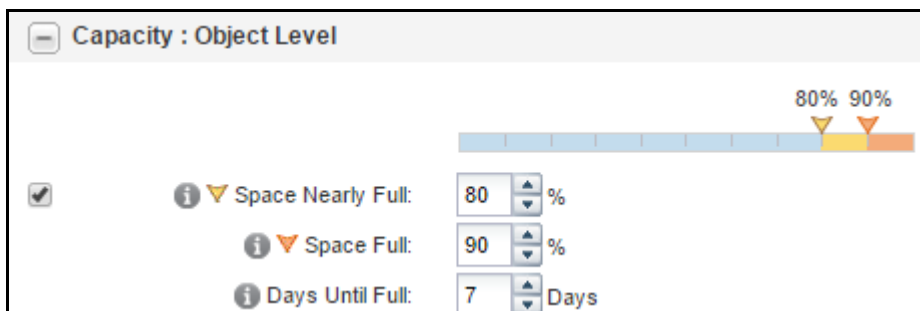 Capacity : Object Level
80% 90%
Space Nearly Full: 80 %
Space Full: 90 %
Days Until Full: 7 Days